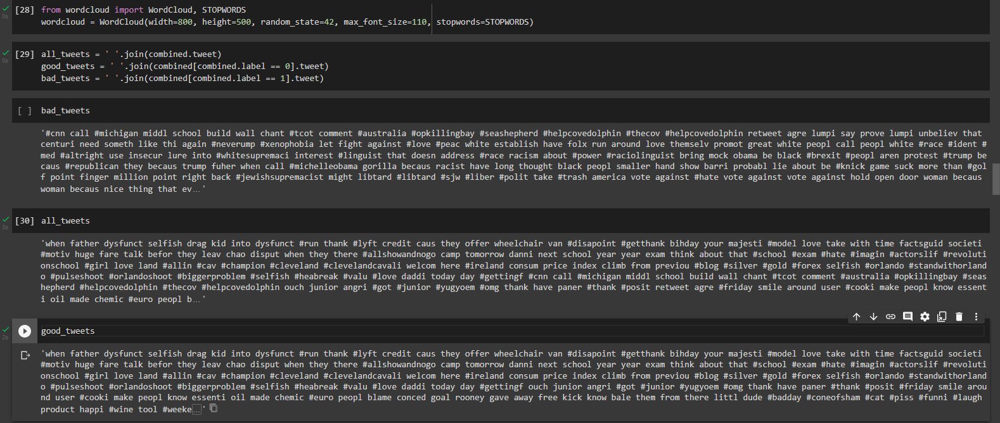 [28] from wordcloud import WordCloud, STOPWORDS
wordcloud = WordCloud(width=800, height=500, random_state=42, max_font_size=110, stopwords=STOPWORDS)
0s
[29] all_tweets = ' '.join(combined.tweet)
0s
good_tweets = ' '.join(combined[combined.label == 0].tweet)
bad_tweets = ' '.join(combined[combined.label == 1].tweet)
[ ] bad_tweets
'#cnn call #michigan middl school build wall chant #tcot comment #australia #opkillingbay #seashepherd #helpcovedolphin #thecov #helpcovedolphin retweet agre lumpi say prove lumpi unbeliev that
centuri need someth like thi again #neverump #xenophobia let fight against #love #peac white establish have folx run around love themselv promot great white peopl call peopl white #race #ident #
med #altright use insecur lure into #whitesupremaci interest #linguist that doesn address #race racism about #power #raciolinguist bring mock obama be black #brexit #peopl aren protest #trump be
caus #republican they becaus trump fuher when call #michelleobama gorilla becaus racist have long thought black peopl smaller hand show barri probabl lie about be #knick game suck more than #gol
f point finger million point right back #jewishsupremacist might libtard #libtard #sjw #liber #polit take #trash america vote against #hate vote against vote against hold open door woman becaus
woman becaus nice thing that ev…'
[30] all_tweets
3s
'when father dysfunct selfish drag kid into dysfunct #run thank #lyft credit caus they offer wheelchair van #disapoint #getthank bihday your majesti #model love take with time factsguid societi
#motiv huge fare talk befor they leav chao disput when they there #allshowandnogo camp tomorrow danni next school year year exam think about that #school #exam #hate #imagin #actorslif #revoluti
onschool #girl love land #allin #cav #champion #cleveland #clevelandcavali welcom here #ireland consum price index climb from previou #blog #silver #gold #forex selfish #orlando #standwithorland
o #pulseshoot #orlandoshoot #biggerproblem #selfish #heabreak #valu #love daddi today day #gettingf #cnn call #michigan middl school build wall chant #tcot comment #australia #opkillingbay #seas
hepherd #helpcovedolphin #thecov #helpcovedolphin ouch junior angri #got #junior #yugyoem #omg thank have paner #thank #posit retweet agre #friday smile around user #cooki make peopl know essent
i oil made chemic #euro peopl b…'
good_tweets
2s
'when father dysfunct selfish drag kid into dysfunct #run thank #lyft credit caus they offer wheelchair van #disapoint #getthank bihday your majesti #model love take with time factsguid societi
#motiv huge fare talk befor they leav chao disput when they there #allshowandnogo camp tomorrow danni next school year year exam think about that #school #exam #hate #imagin #actorslif #revoluti
onschool #girl love land #allin #cav #champion #cleveland #clevelandcavali welcom here #ireland consum price index climb from previou #blog #silver #gold #forex selfish #orlando #standwithorland
o #pulseshoot #orlandoshoot #biggerproblem #selfish #heabreak #valu #love daddi today day #gettingf ouch junior angri #got #junior #yugyoem #omg thank have paner #thank #posit #friday smile arou
nd user #cooki make peopl know essenti oil made chemic #euro peopl blame conced goal rooney gave away free kick know bale them from there littl dude #badday #coneofsham #cat #piss #funni #laugh
product happi #wine tool #weeke…'